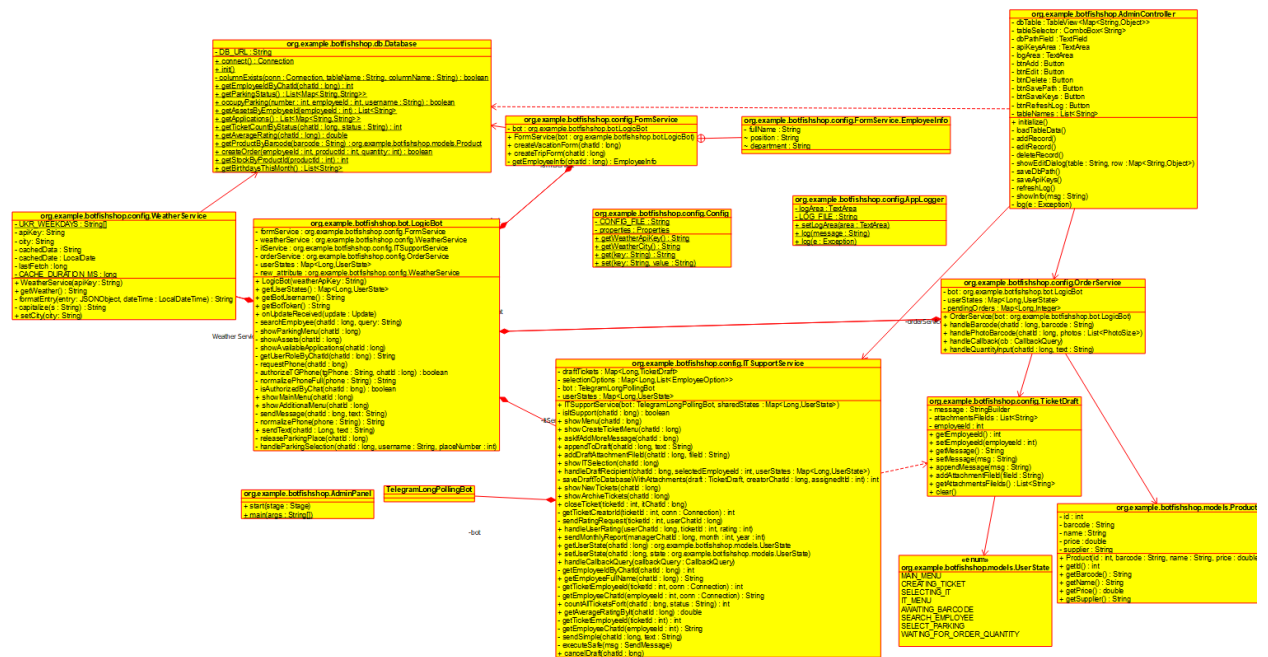 org.example.botfishshop.db.Database
- DB_URL : String
+ connect() : Connection
+ init()
- columnExists(conn : Connection, tableName : String, columnName : String) : boolean
+ getEmployeeIdByChatId(chatId : long) : int
+ getParkingStatus() : List<Map<String,String>>
+ occupyParking(number : int, employeeId : int, username : String) : boolean
+ getAssetsByEmployee(employeeId : int) : List<String>
+ getApplications() : List<Map<String,String>>
+ getTicketCountByStatus(chatId : long, status : String) : int
+ getAverageRating(chatId : long) : double
+ getProductByBarcode(barcode : String) : org.example.botfishshop.models.Product
+ createOrder(employeeId : int, productId : int, quantity: int) : boolean
+ getStockByProductId(productId : int) : int
+ getBirthdaysThisMonth() : List<String>
org.example.botfishshop.config.FormService
- bot : org.example.botfishshop.bot.LogicBot
+ FormService(bot : org.example.botfishshop.bot.LogicBot)
+ createVacationForm(chatId : long)
+ createTripForm(chatId : long)
- getEmployeeInfo(chatId : long) : EmployeeInfo
org.example.botfishshop.config.FormService.EmployeeInfo
- fullName : String
~ position : String
~ department : String
org.example.botfishshop.AdminController
- dbTable : TableView<Map<String,Object>>
- tableSelector : ComboBox<String>
- dbPathField : TextField
- apiKeysArea : TextArea
- logArea : TextArea
- btnAdd : Button
- btnEdit : Button
- btnDelete : Button
- btnSavePath : Button
- btnSaveKeys : Button
- btnRefreshLog : Button
- tableNames : List<String>
+ initialize()
- loadTableData()
- addRecord()
- editRecord()
- deleteRecord()
- showEditDialog(table : String, row : Map<String,Object>)
- saveDbPath()
- saveApiKeys()
- refreshLog()
- showInfo(msg : String)
- log(e : Exception)
org.example.botfishshop.config.WeatherService
- UKR_WEEKDAYS : String[]
- apiKey : String
- city : String
- cachedData : String
- cachedDate : LocalDate
- lastFetch : long
- CACHE_DURATION_MS : long
+ WeatherService(apiKey : String)
+ getWeather() : String
- formatEntry(entry : JSONObject, dateTime : LocalDateTime) : String
- capitalize(s : String) : String
+ setCity(city : String)
Weather Servi
org.example.botfishshop.bot.LogicBot
- formService : org.example.botfishshop.config.FormService
- weatherService : org.example.botfishshop.config.WeatherService
- itService : org.example.botfishshop.config.ITSupportService
- orderService : org.example.botfishshop.config.OrderService
- userStates : Map<Long,UserState>
- new_attribute : org.example.botfishshop.config.WeatherService
+ LogicBot(weatherApiKey : String)
+ getUserStates() : Map<Long,UserState>
+ getBotUsername() : String
+ getBotToken() : String
+ onUpdateReceived(update : Update)
- searchEmployee(chatId : long, query : String)
- showParkingMenu(chatId : long)
- showAssets(chatId : long)
- showAvailableApplications(chatId : long)
- getUserRoleByChatId(chatId : long) : String
- requestPhone(chatId : long)
- authorizeTGPhone(tgPhone : String, chatId : long) : boolean
- normalizePhoneFull(phone : String) : String
- isAuthorizedByChat(chatId : long) : boolean
+ showMainMenu(chatId : long)
+ showAdditionalMenu(chatId : long)
- sendMessage(chatId : long, text : String)
- normalizePhone(phone : String) : String
+ sendText(chatId : Long, text : String)
- releaseParkingPlace(chatId : long)
- handleParkingSelection(chatId : long, username : String, placeNumber : int)
org.example.botfishshop.config.Config
- CONFIG_FILE : String
- properties : Properties
+ getWeatherApiKey() : String
+ getWeatherCity() : String
+ get(key : String) : String
+ set(key : String, value : String)
org.example.botfishshop.config.AppLogger
- logArea : TextArea
- LOG_FILE : String
+ setLogArea(area : TextArea)
+ log(message : String)
+ log(e : Exception)
org.example.botfishshop.config.OrderService
- bot : org.example.botfishshop.bot.LogicBot
- userStates : Map<Long,UserState>
- pendingOrders : Map<Long,Integer>
+ OrderService(bot : org.example.botfishshop.bot.LogicBot)
+ handleBarcode(chatId : long, barcode : String)
+ handlePhotoBarcode(chatId : long, photos : List<PhotoSize>)
+ handleCallback(cb : CallbackQuery)
+ handleQuantityInput(chatId : long, text : String)
org.example.botfishshop.config.ITSupportService
- draftTickets : Map<Long,TicketDraft>
- selectionOptions : Map<Long,List<EmployeeOption>>
- bot : TelegramLongPollingBot
- userStates : Map<Long,UserState>
+ ITSupportService(bot : TelegramLongPollingBot, sharedStates : Map<Long,UserState>)
- isItSupport(chatId : long) : boolean
+ showMenu(chatId : long)
+ showCreateTicketMenu(chatId : long)
+ askIfAddMoreMessage(chatId : long)
+ appendToDraft(chatId : long, text : String)
+ addDraftAttachmentFileId(chatId : long, fileId : String)
+ showITSelection(chatId : long)
+ handleDraftRecipient(chatId : long, selectedEmployeeId : int, userStates : Map<Long,UserState>)
- saveDraftToDatabaseWithAttachments(draft : TicketDraft, creatorChatId : long, assignedItId : int) : int
+ showNewTickets(chatId : long)
+ showArchiveTickets(chatId : long)
+ closeTicket(ticketId : int, itChatId : long)
- getTicketCreatorId(ticketId : int, conn : Connection) : int
- sendRatingRequest(ticketId : int, userChatId : long)
+ handleUserRating(userChatId : long, ticketId : int, rating : int)
+ sendMonthlyReport(managerChatId : long, month : int, year : int)
+ getUserState(chatId : long) : org.example.botfishshop.models.UserState
+ setUserState(chatId : long, state : org.example.botfishshop.models.UserState)
+ handleCallbackQuery(callbackQuery : CallbackQuery)
- getEmployeeIdByChatId(chatId : long) : int
+ getEmployeeFullName(chatId : long) : String
- getTicketEmployeeId(ticketId : int, conn : Connection) : int
- getEmployeeChatId(employeeId : int, conn : Connection) : String
- getTicketEmployeeId(ticketId : int) : int
- getEmployeeChatId(employeeId : int) : String
- sendSimple(chatId : long, text : String)
- executeSafe(msg : SendMessage)
+ cancelDraft(chatId : long)
org.example.botfishshop.config.TicketDraft
- message : StringBuilder
- employeeId : int
+ getEmployeeId() : int
+ setEmployeeId(employeeId : int)
+ getMessage() : String
+ setMessage(msg : String)
+ appendMessage(msg : String)
+ addAttachmentFileId(fileId : String)
+ clear()
org.example.botfishshop.AdminPanel
+ start(stage : Stage)
+ main(args : String[])
TelegramLongPollingBot
-bot
«enum»
org.example.botfishshop.models.UserState
MAIN_MENU
CREATING_TICKET
SELECTING_IT
IT_MENU
AWAITING_BARCODE
SEARCH_EMPLOYEE
SELECT_PARKING
WAITING_FOR_ORDER_QUANTITY
org.example.botfishshop.models.Product
- id : int
- barcode : String
- name : String
- price : double
- supplier : String
+ Product(id : int, barcode : String, name : String, price : double
+ getId() : int
+ getBarcode() : String
+ getName() : String
+ getPrice() : double
+ getSupplier() : String